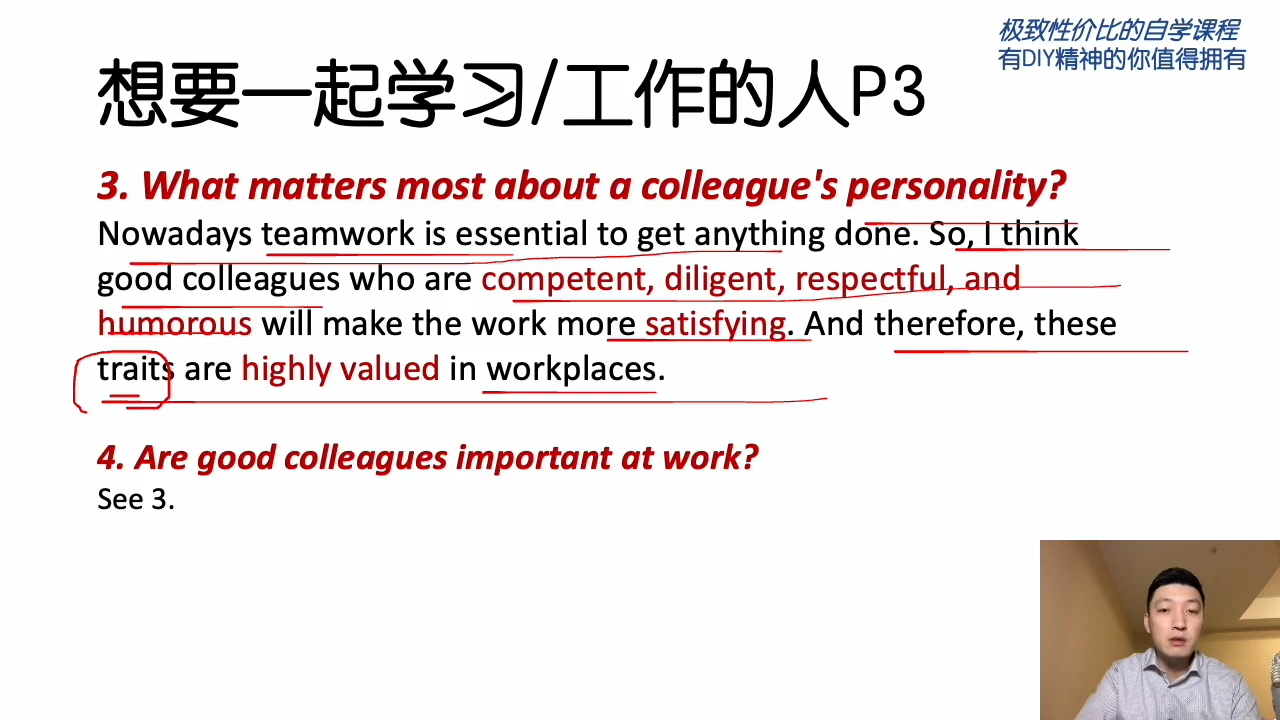 极致性价比的自学课程
有DIY精神的你值得拥有
想要一起学习/工作的人P3
3. What matters most about a colleague's personality?
Nowadays teamwork is essential to get anything done. So, I think
good colleagues who are competent, diligent, respectful, and
humorous will make the work more satisfying. And therefore, these
traits are highly valued in workplaces.
4. Are good colleagues important at work?
See 3.